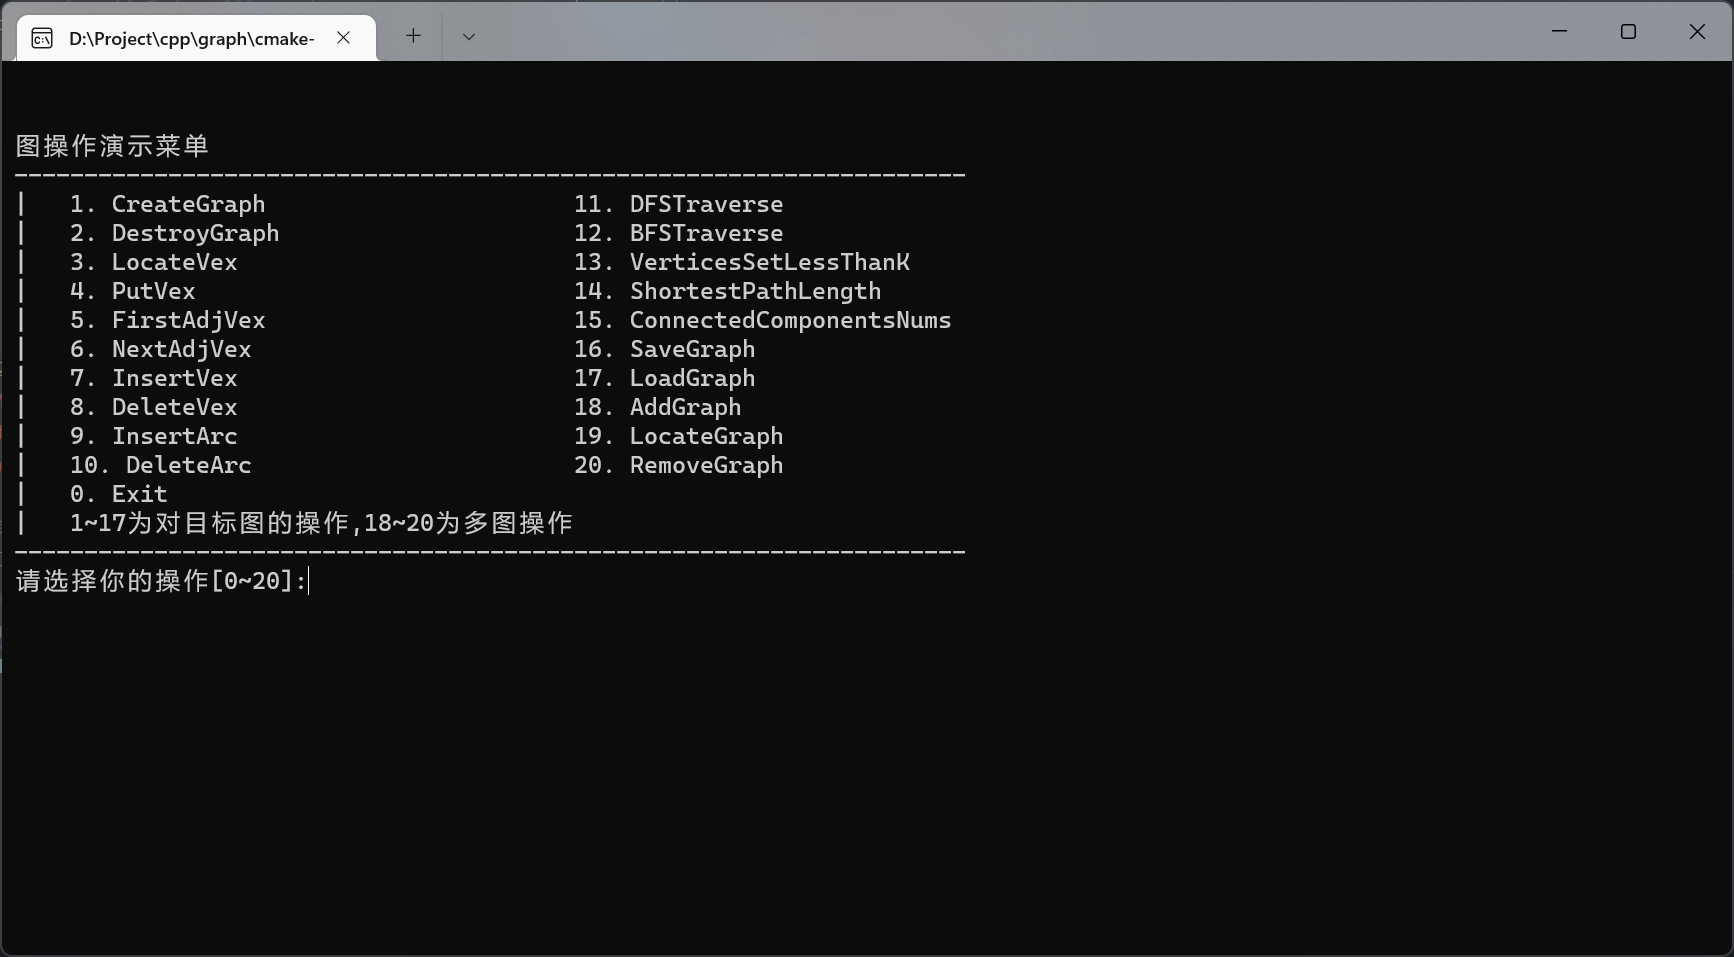 D:\Project\cpp\graph\cmake-
图操作演示菜单
--------------------------------------------------------------------
|   1. CreateGraph                      11. DFSTraverse
|   2. DestroyGraph                     12. BFSTraverse
|   3. LocateVex                        13. VerticesSetLessThanK
|   4. PutVex                           14. ShortestPathLength
|   5. FirstAdjVex                      15. ConnectedComponentsNums
|   6. NextAdjVex                       16. SaveGraph
|   7. InsertVex                        17. LoadGraph
|   8. DeleteVex                        18. AddGraph
|   9. InsertArc                        19. LocateGraph
|   10. DeleteArc                       20. RemoveGraph
|   0. Exit
|   1~17为对目标图的操作,18~20为多图操作
--------------------------------------------------------------------
请选择你的操作[0~20]: